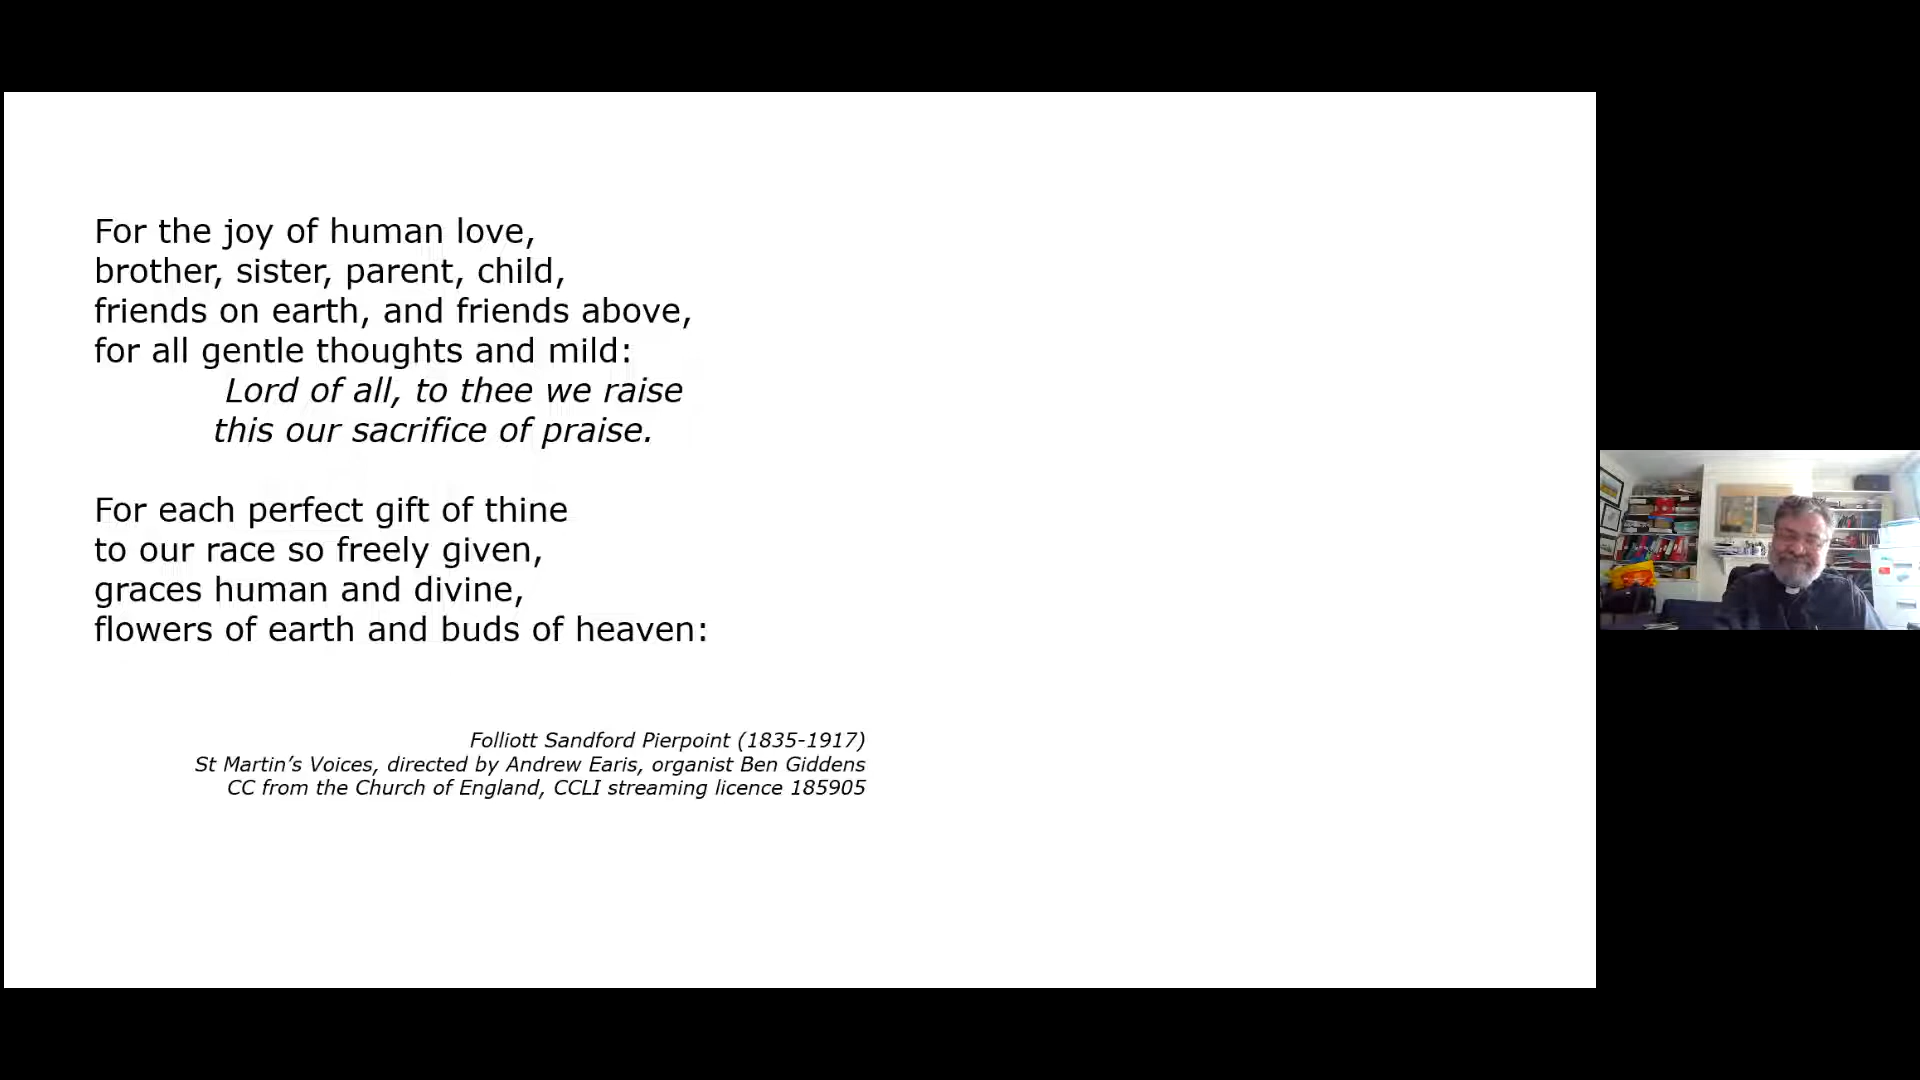 For the joy of human love,
brother, sister, parent, child,
friends on earth, and friends above,
for all gentle thoughts and mild:
Lord of all, to thee we raise
this our sacrifice of praise.
For each perfect gift of thine
to our race so freely given,
graces human and divine,
flowers of earth and buds of heaven:
Folliott Sandford Pierpoint (1835-1917)
St Martin’s Voices, directed by Andrew Earis, organist Ben Giddens
CC from the Church of England, CCLI streaming licence 185905